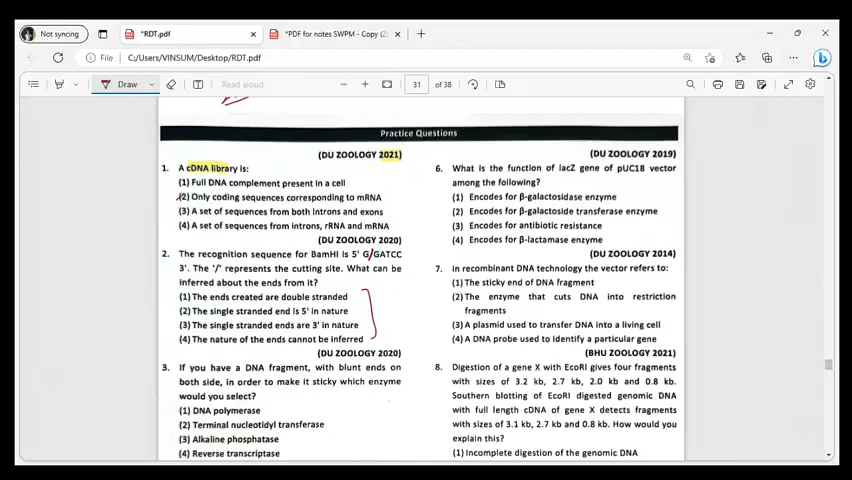 Not syncing
*RDT.pdf
*PDF for notes SWPM - Copy (2)
File
C:/Users/VINSUM/Desktop/RDT.pdf
Draw
Read aloud
31
of 38
Practice Questions
(DU ZOOLOGY 2021)
1. A cDNA library is:
(1) Full DNA complement present in a cell
(2) Only coding sequences corresponding to mRNA
(3) A set of sequences from both introns and exons
(4) A set of sequences from introns, rRNA and mRNA
(DU ZOOLOGY 2020)
2. The recognition sequence for BamHI is 5' G/GATCC
3'. The '/' represents the cutting site. What can be
inferred about the ends from it?
(1) The ends created are double stranded
(2) The single stranded end is 5' in nature
(3) The single stranded ends are 3' in nature
(4) The nature of the ends cannot be inferred
(DU ZOOLOGY 2020)
3. If you have a DNA fragment, with blunt ends on
both side, in order to make it sticky which enzyme
would you select?
(1) DNA polymerase
(2) Terminal nucleotidyl transferase
(3) Alkaline phosphatase
(4) Reverse transcriptase
(DU ZOOLOGY 2019)
6. What is the function of lacZ gene of pUC18 vector
among the following?
(1) Encodes for β-galactosidase enzyme
(2) Encodes for β-galactoside transferase enzyme
(3) Encodes for antibiotic resistance
(4) Encodes for β-lactamase enzyme
(DU ZOOLOGY 2014)
7. In recombinant DNA technology the vector refers to:
(1) The sticky end of DNA fragment
(2) The enzyme that cuts DNA into restriction
fragments
(3) A plasmid used to transfer DNA into a living cell
(4) A DNA probe used to identify a particular gene
(BHU ZOOLOGY 2021)
8. Digestion of a gene X with EcoRI gives four fragments
with sizes of 3.2 kb, 2.7 kb, 2.0 kb and 0.8 kb.
Southern blotting of EcoRI digested genomic DNA
with full length cDNA of gene X detects fragments
with sizes of 3.1 kb, 2.7 kb and 0.8 kb. How would you
explain this?
(1) Incomplete digestion of the genomic DNA